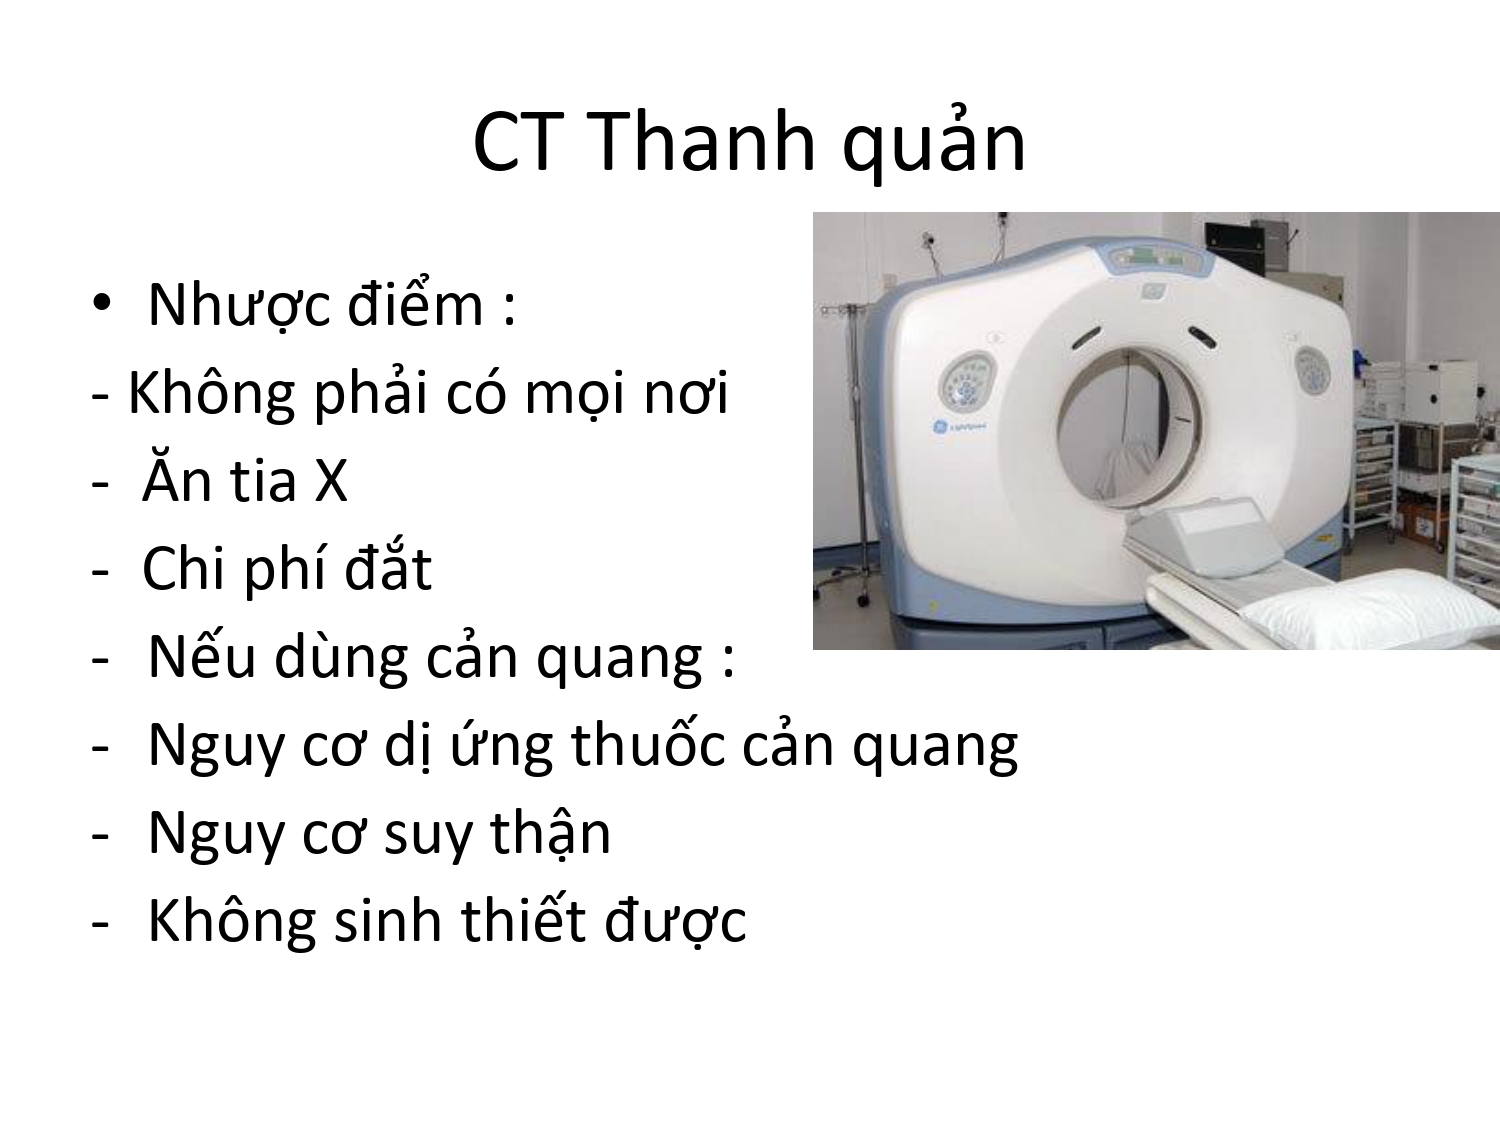 CT Thanh quản
• Nhược điểm :
- Không phải có mọi nơi
- Ăn tia X
- Chi phí đắt
- Nếu dùng cản quang :
- Nguy cơ dị ứng thuốc cản quang
- Nguy cơ suy thận
- Không sinh thiết được
LightSpeed